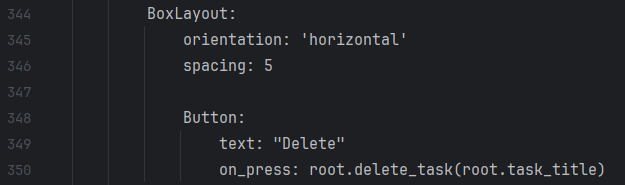 344 BoxLayout:
345 orientation: 'horizontal'
346 spacing: 5
347
348 Button:
349 text: "Delete"
350 on_press: root.delete_task(root.task_title)